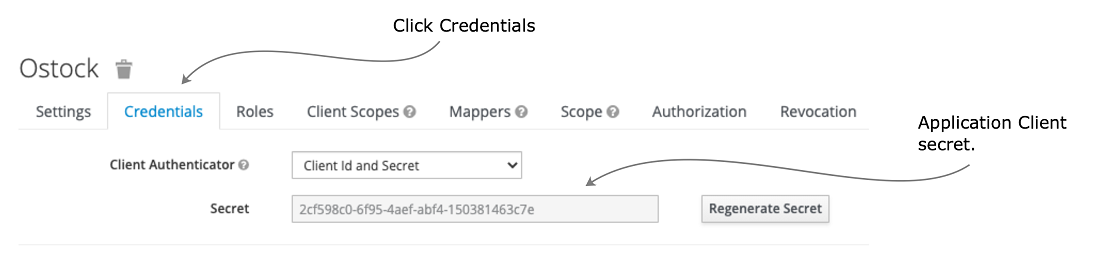 Click Credentials
Ostock
Settings Credentials Roles Client Scopes Mappers Scope Authorization Revocation
Application Client
secret.
Client Authenticator Client Id and Secret
Secret 2cf598c0-6f95-4aef-abf4-150381463c7e Regenerate Secret